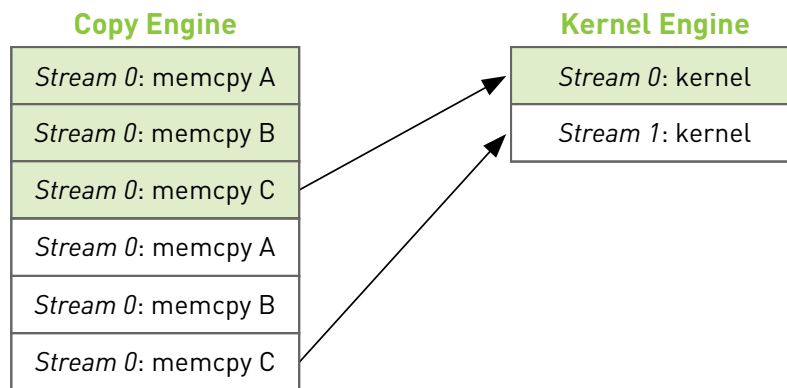 Copy Engine
Stream 0: memcpy A
Stream 0: memcpy B
Stream 0: memcpy C
Stream 0: memcpy A
Stream 0: memcpy B
Stream 0: memcpy C
Kernel Engine
Stream 0: kernel
Stream 1: kernel